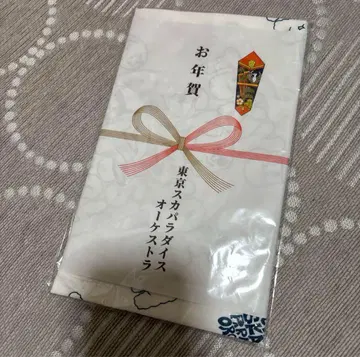 お年賀
東京スカパラダイス
オーケストラ